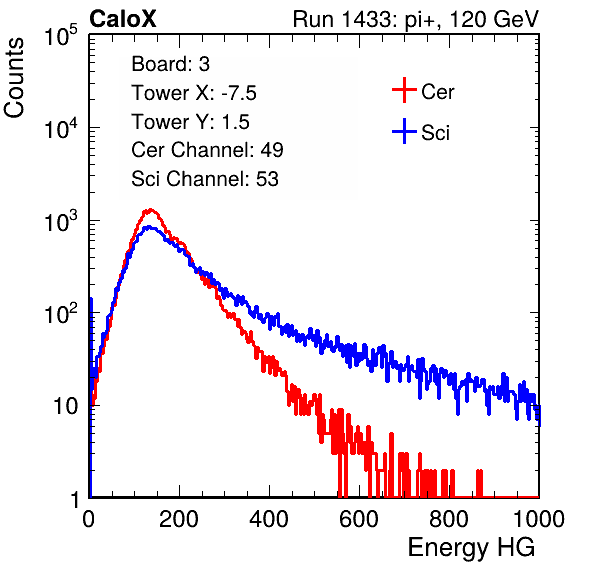 CaloX Run 1433: pi+, 120 GeV
Counts
10^5
10^4
10^3
10^2
10
1
Board: 3
Tower X: -7.5
Tower Y: 1.5
Cer Channel: 49
Sci Channel: 53
Cer
Sci
0 200 400 600 800 1000
Energy HG